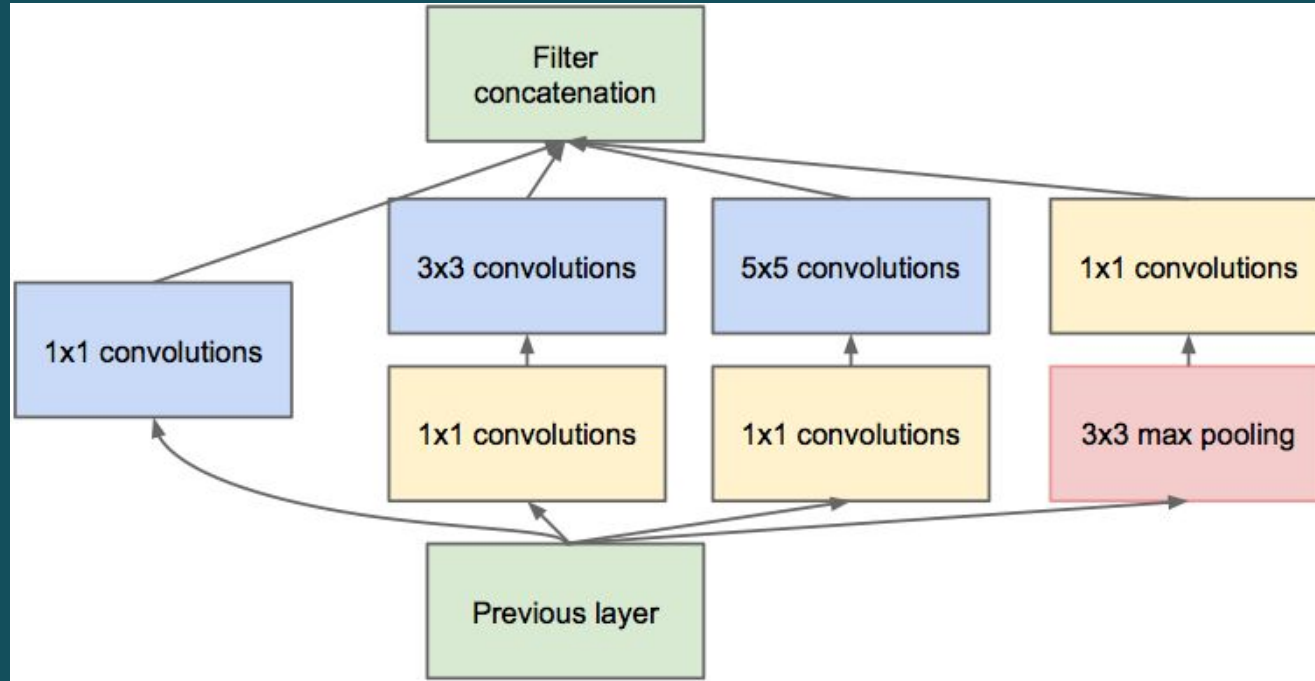 Filter
concatenation
3x3 convolutions
5x5 convolutions
1x1 convolutions
1x1 convolutions
1x1 convolutions
1x1 convolutions
3x3 max pooling
Previous layer